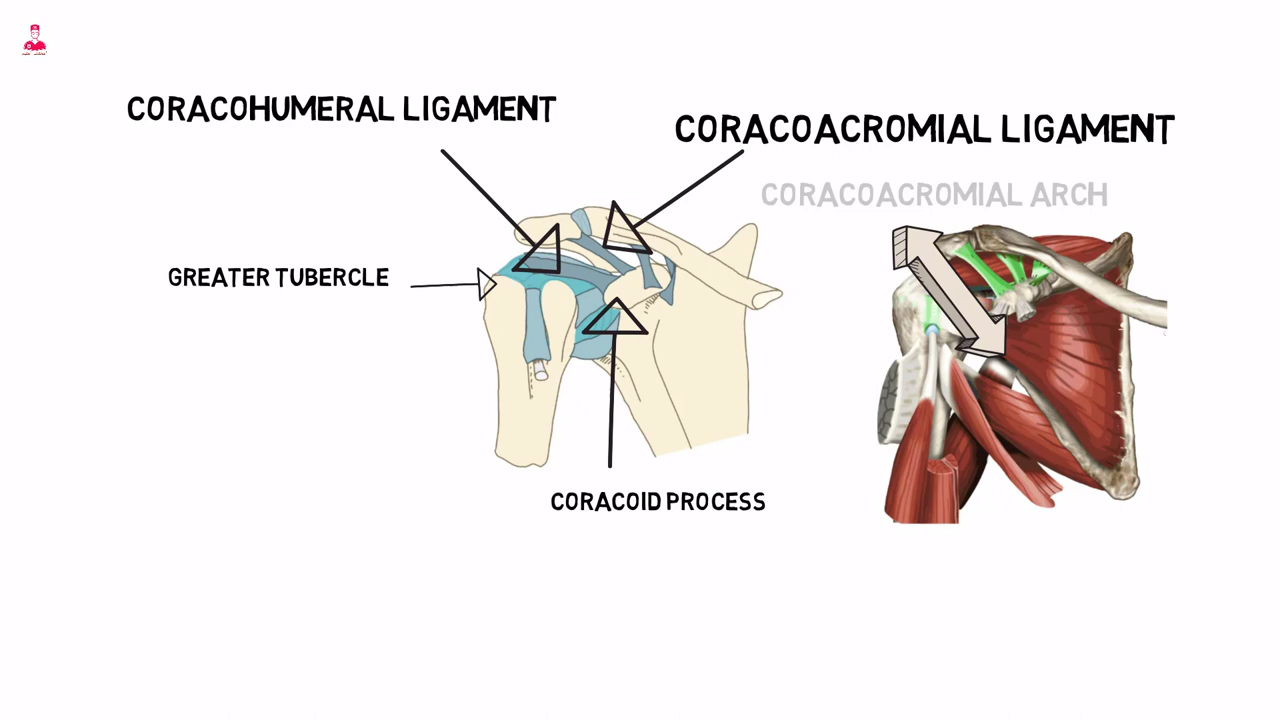 CORACOHUMERAL LIGAMENT
CORACOACROMIAL LIGAMENT
CORACOACROMIAL ARCH
GREATER TUBERCLE
CORACOID PROCESS